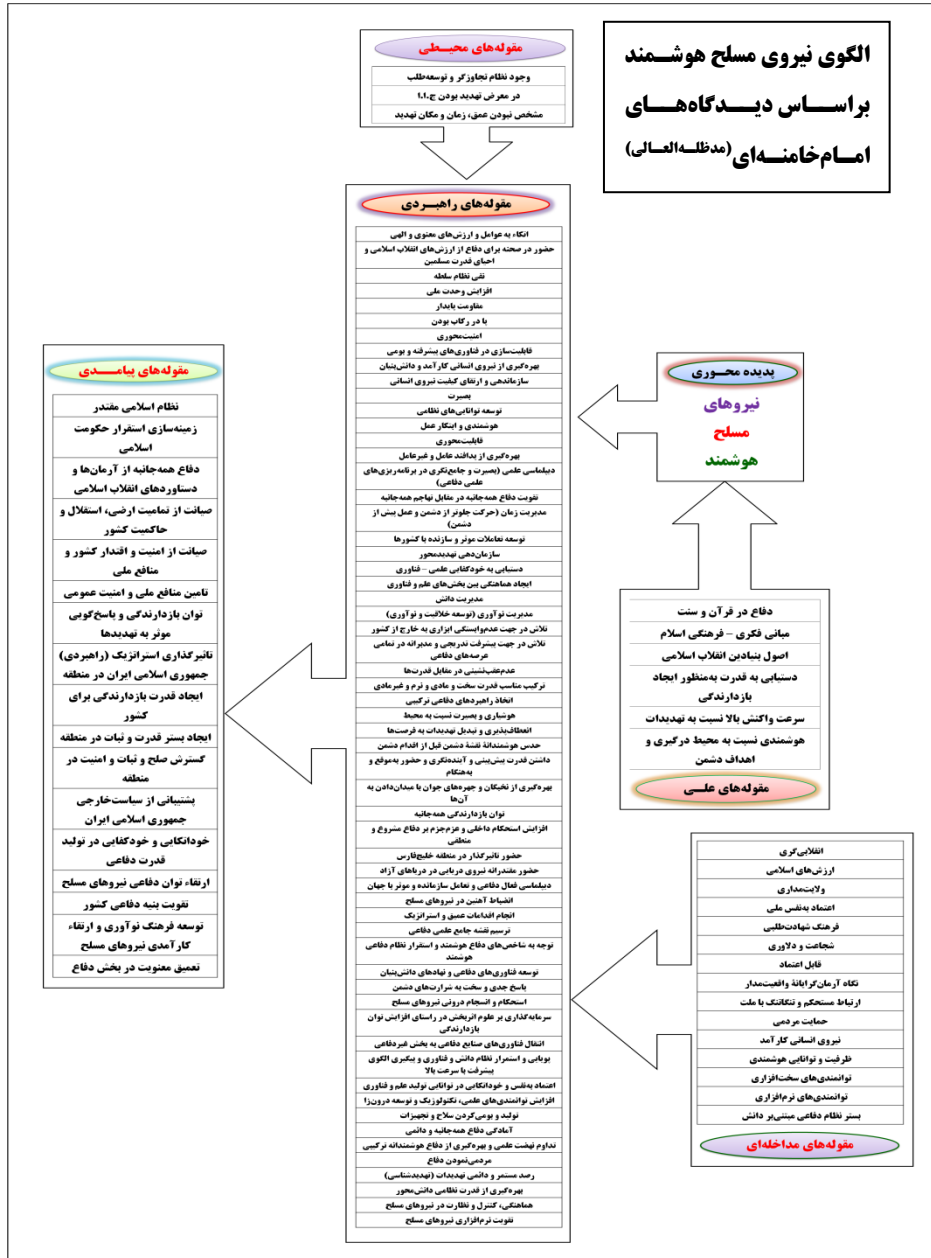 الگوی نیروی مسلح هوشمند
براساس دیدگاه‌های
امام‌خامنه‌ای(مدظله‌العالی)
مقوله‌های محیطی
وجود نظام تجاوزگر و توسعه‌طلب
در معرض تهدید بودن ج.ا.ا
مشخص نبودن عمق، زمان و مکان تهدید
مقوله‌های راهبردی
اتکاء به عوامل و ارزش‌های معنوی و الهی
حضور در صحنه برای دفاع از ارزش‌های انقلاب اسلامی و
احیای قدرت مسلمین
نفی نظام سلطه
افزایش وحدت ملی
مقاومت پایدار
پا در رکاب بودن
امنیت‌محوری
قابلیت‌سازی در فناوری‌های پیشرفته و بومی
بهره‌گیری از نیروی انسانی کارآمد و دانش‌بنیان
سازماندهی و ارتقای کیفیت نیروی انسانی
بصیرت
توسعه توانایی‌های نظامی
هوشمندی و ابتکار عمل
قابلیت‌محوری
بهره‌گیری از پدافند عامل و غیرعامل
دیپلماسی علمی (بصیرت و جامع‌نگری در برنامه‌ریزی‌های
علمی دفاعی)
تقویت دفاع همه‌جانبه در مقابل تهاجم همه‌جانبه
مدیریت زمان (حرکت جلوتر از دشمن و عمل پیش از
دشمن)
توسعه تعاملات موثر و سازنده با کشورها
سازمان‌دهی تهدیدمحور
دستیابی به خودکفایی علمی – فناوری
ایجاد هماهنگی بین بخش‌های علم و فناوری
مدیریت دانش
مدیریت نوآوری (توسعه خلاقیت و نوآوری)
تلاش در جهت عدم‌وابستگی ابزاری به خارج از کشور
تلاش در جهت پیشرفت تدریجی و مدبرانه در تمامی
عرصه‌های دفاعی
عدم‌عقب‌نشینی در مقابل قدرت‌ها
ترکیب مناسب قدرت سخت و مادی و نرم و غیرمادی
اتخاذ راهبردهای دفاعی ترکیبی
هوشیاری و بصیرت نسبت به محیط
انعطاف‌پذیری و تبدیل تهدیدات به فرصت‌ها
حدس هوشمندانۀ نقشۀ دشمن قبل از اقدام دشمن
داشتن قدرت پیش‌بینی و آینده‌نگری و حضور به‌موقع و
به‌هنگام
بهره‌گیری از نخبگان و چهره‌های جوان با میدان‌دادن به
آن‌ها
توان بازدارندگی همه‌جانبه
افزایش استحکام داخلی و عزم‌جزم بر دفاع مشروع و
منطقی
حضور تاثیرگذار در منطقه خلیج‌فارس
حضور مقتدرانه نیروی دریایی در دریاهای آزاد
دیپلماسی فعال دفاعی و تعامل سازمانده و موثر با جهان
انضباط آهنین در نیروهای مسلح
انجام اقدامات عمیق و استراتژیک
ترسیم نقشه جامع علمی دفاعی
توجه به شاخص‌های دفاع هوشمند و استقرار نظام دفاعی
هوشمند
توسعه فناوری‌های دفاعی و نهادهای دانش‌بنیان
پاسخ جدی و سخت به شرارت‌های دشمن
استحکام و انسجام درونی نیروهای مسلح
سرمایه‌گذاری بر علوم اثربخش در راستای افزایش توان
بازدارندگی
انتقال فناوری‌های صنایع دفاعی به بخش غیردفاعی
پویایی و استمرار نظام دانش و فناوری و پیگیری الگوی
پیشرفت با سرعت بالا
اعتماد به‌نفس و خوداتکایی در توانایی تولید علم و فناوری
افزایش توانمندی‌های علمی، تکنولوژیک و توسعه درون‌زا
تولید و بومی‌کردن سلاح و تجهیزات
آمادگی دفاع همه‌جانبه و دائمی
تداوم نهضت علمی و بهره‌گیری از دفاع هوشمندانه ترکیبی
مردمی‌نمودن دفاع
رصد مستمر و دائمی تهدیدات (تهدیدشناسی)
بهره‌گیری از قدرت نظامی دانش‌محور
هماهنگی، کنترل و نظارت در نیروهای مسلح
تقویت نرم‌افزاری نیروهای مسلح
پدیده محوری
نیروهای
مسلح
هوشمند
دفاع در قرآن و سنت
مبانی فکری – فرهنگی اسلام
اصول بنیادین انقلاب اسلامی
دستیابی به قدرت به‌منظور ایجاد
بازدارندگی
سرعت واکنش بالا نسبت به تهدیدات
هوشمندی نسبت به محیط درگیری و
اهداف دشمن
مقوله‌های علی
انقلابی‌گری
ارزش‌های اسلامی
ولایت‌مداری
اعتماد به‌نفس ملی
فرهنگ شهادت‌طلبی
شجاعت و دلاوری
قابل اعتماد
نگاه آرمان‌گرایانۀ واقعیت‌مدار
ارتباط مستحکم و تنگاتنگ با ملت
حمایت مردمی
نیروی انسانی کارآمد
ظرفیت و توانایی هوشمندی
توانمندی‌های سخت‌افزاری
توانمندی‌های نرم‌افزاری
بستر نظام دفاعی مبتنی‌بر دانش
مقوله‌های مداخله‌ای
مقوله‌های پیامدی
نظام اسلامی مقتدر
زمینه‌سازی استقرار حکومت
اسلامی
دفاع همه‌جانبه از آرمان‌ها و
دستاوردهای انقلاب اسلامی
صیانت از تمامیت ارضی، استقلال و
حاکمیت کشور
صیانت از امنیت و اقتدار کشور و
منافع ملی
تامین منافع ملی و امنیت عمومی
توان بازدارندگی و پاسخ‌گویی
موثر به تهدیدها
تاثیرگذاری استراتژیک (راهبردی)
جمهوری اسلامی ایران در منطقه
ایجاد قدرت بازدارندگی برای
کشور
ایجاد بستر قدرت و ثبات در منطقه
گسترش صلح و ثبات و امنیت در
منطقه
پشتیبانی از سیاست‌خارجی
جمهوری اسلامی ایران
خوداتکایی و خودکفایی در تولید
قدرت دفاعی
ارتقاء توان دفاعی نیروهای مسلح
تقویت بنیه دفاعی کشور
توسعه فرهنگ نوآوری و ارتقاء
کارآمدی نیروهای مسلح
تعمیق معنویت در بخش دفاع